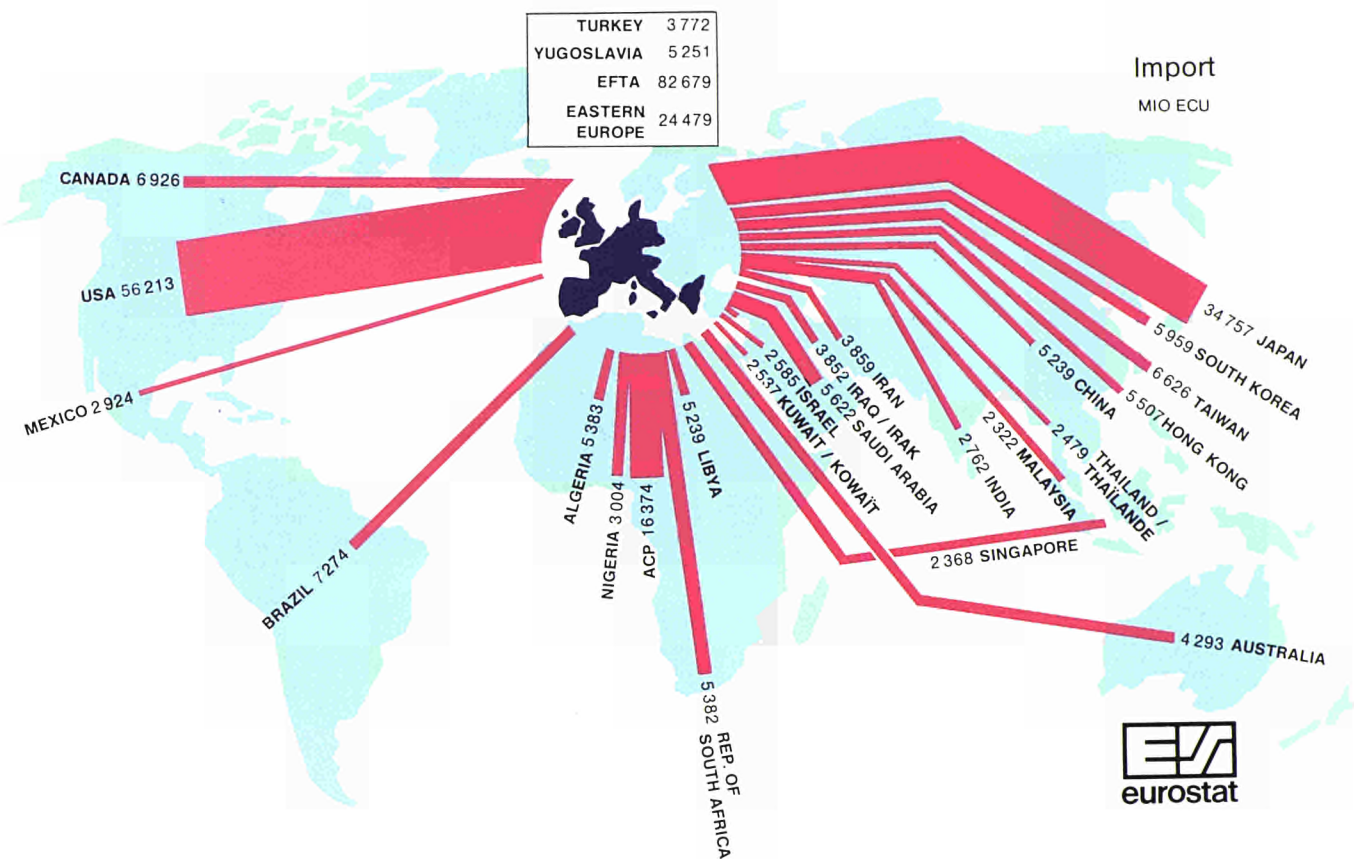 TURKEY 3 772
YUGOSLAVIA 5 251
EFTA 82 679
EASTERN
EUROPE 24 479
Import
MIO ECU
CANADA 6 926
USA 56 213
MEXICO 2 924
BRAZIL 7 274
ALGERIA 5 383
NIGERIA 3 004
ACP 16 374
5 239 LIBYA
5 382 REP. OF
SOUTH AFRICA
2 537 KUWAIT / KOWAÏT
2 585 ISRAEL
5 622 SAUDI ARABIA
3 852 IRAQ / IRAK
3 859 IRAN
2 762 INDIA
2 322 MALAYSIA
2 479 THAILAND /
THAÏLANDE
5 239 CHINA
5 507 HONG KONG
6 626 TAIWAN
5 959 SOUTH KOREA
34 757 JAPAN
2 368 SINGAPORE
4 293 AUSTRALIA
eurostat